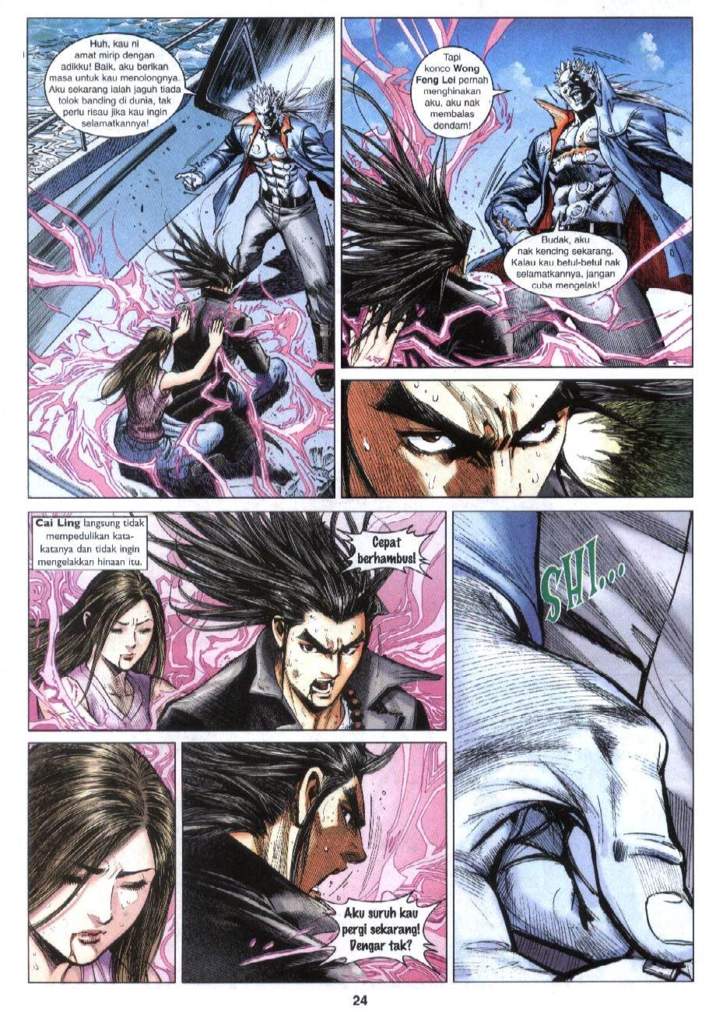 Huh, kau ni
amat mirip dengan
adikku! Baik, aku berikan
masa untuk kau menolongnya.
Aku sekarang ialah jaguh tiada
tolok banding di dunia, tak
perlu risau jika kau ingin
selamatkannya!
Tapi
konco Wong
Feng Lei pernah
menghinakan
aku, aku nak
membalas
dendam!
Budak, aku
nak kencing sekarang.
Kalau kau betul-betul nak
selamatkannya, jangan
cuba mengelak!
Cai Ling langsung tidak
mempedulikan kata-
katanya dan tidak ingin
mengelakkan hinaan itu.
Cepat
berhambus!
SHI...
Aku suruh kau
pergi sekarang!
Dengar tak?
24